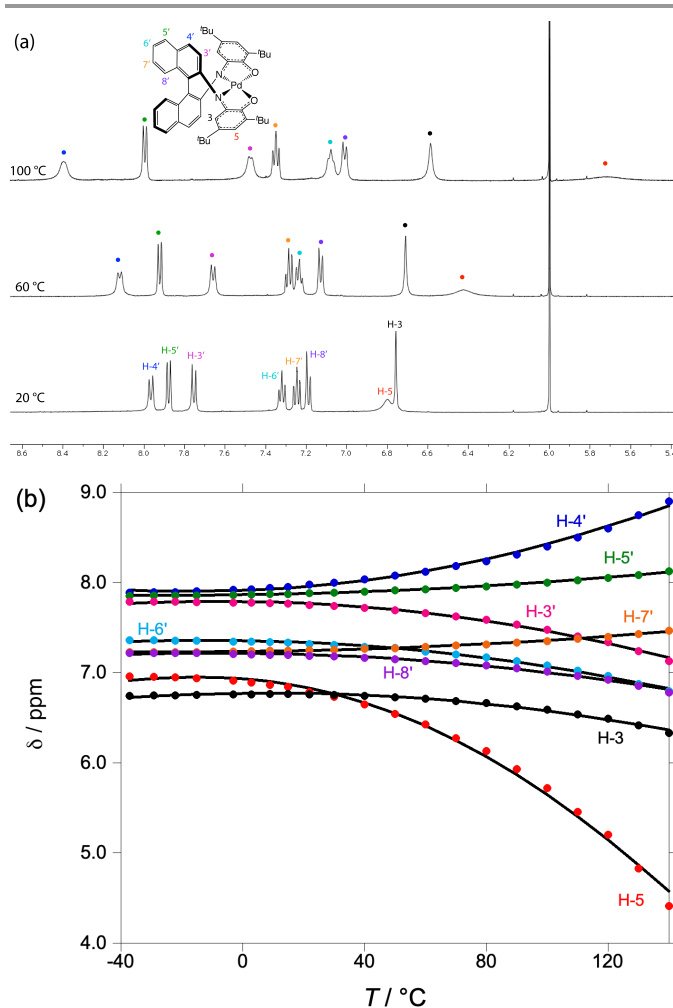 (a)
tBu
tBu
5' 4'
6' 3'
7' N O
8' Pd
N O
3 tBu
5
tBu
100 °C
60 °C
H-3
H-4' H-5' H-3' H-6' H-7' H-8'
20 °C H-5
8.6 8.4 8.2 8.0 7.8 7.6 7.4 7.2 7.0 6.8 6.6 6.4 6.2 6.0 5.8 5.6 5.4
(b)
9.0
H-4'
H-5'
8.0
H-3'
H-6' H-7'
7.0
H-8'
H-3
δ / ppm
6.0
5.0
H-5
4.0
-40 0 40 80 120
T / °C